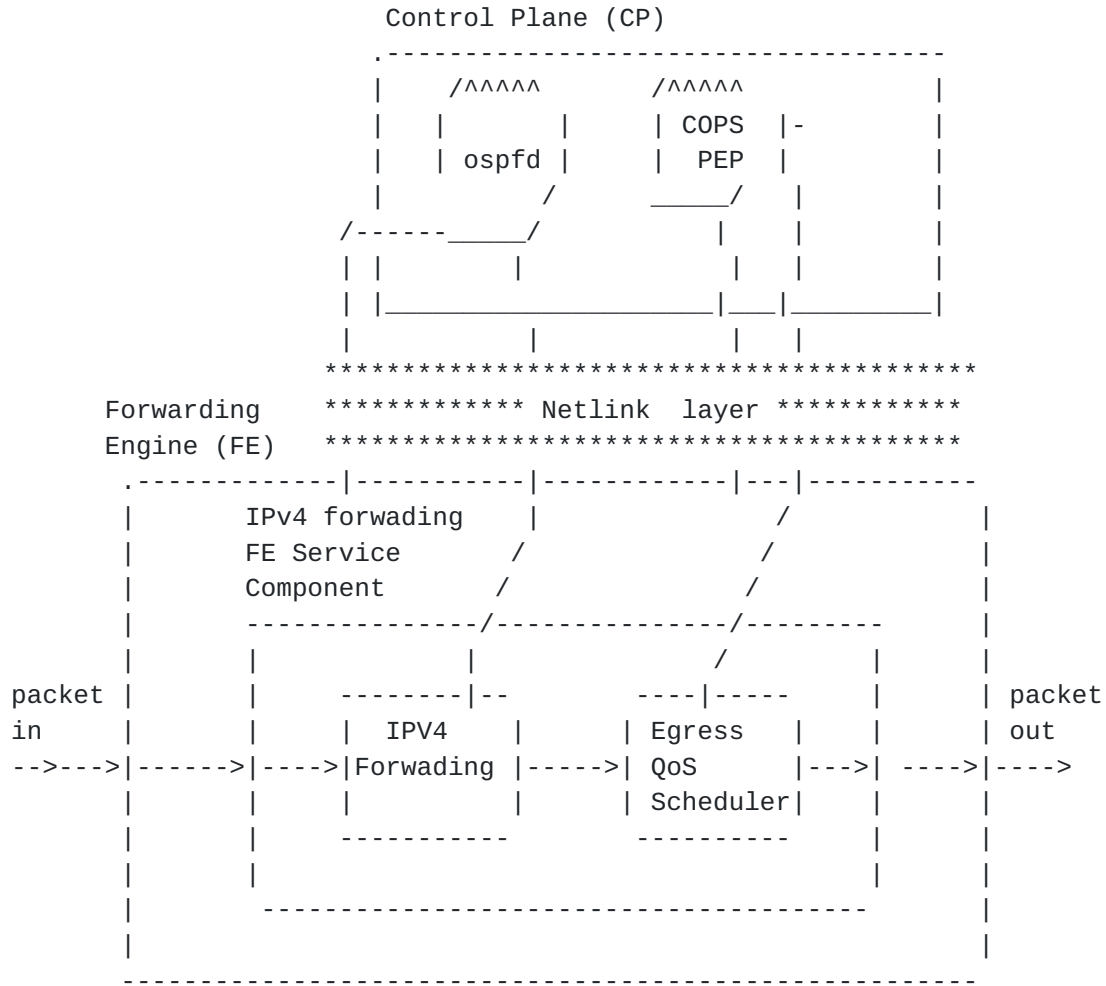 Control Plane (CP)
COPS
ospfd PEP
Forwarding Netlink layer
Engine (FE)
IPv4 forwading
FE Service
Component
packet packet
in IPV4 Egress out
Forwading QoS
Scheduler